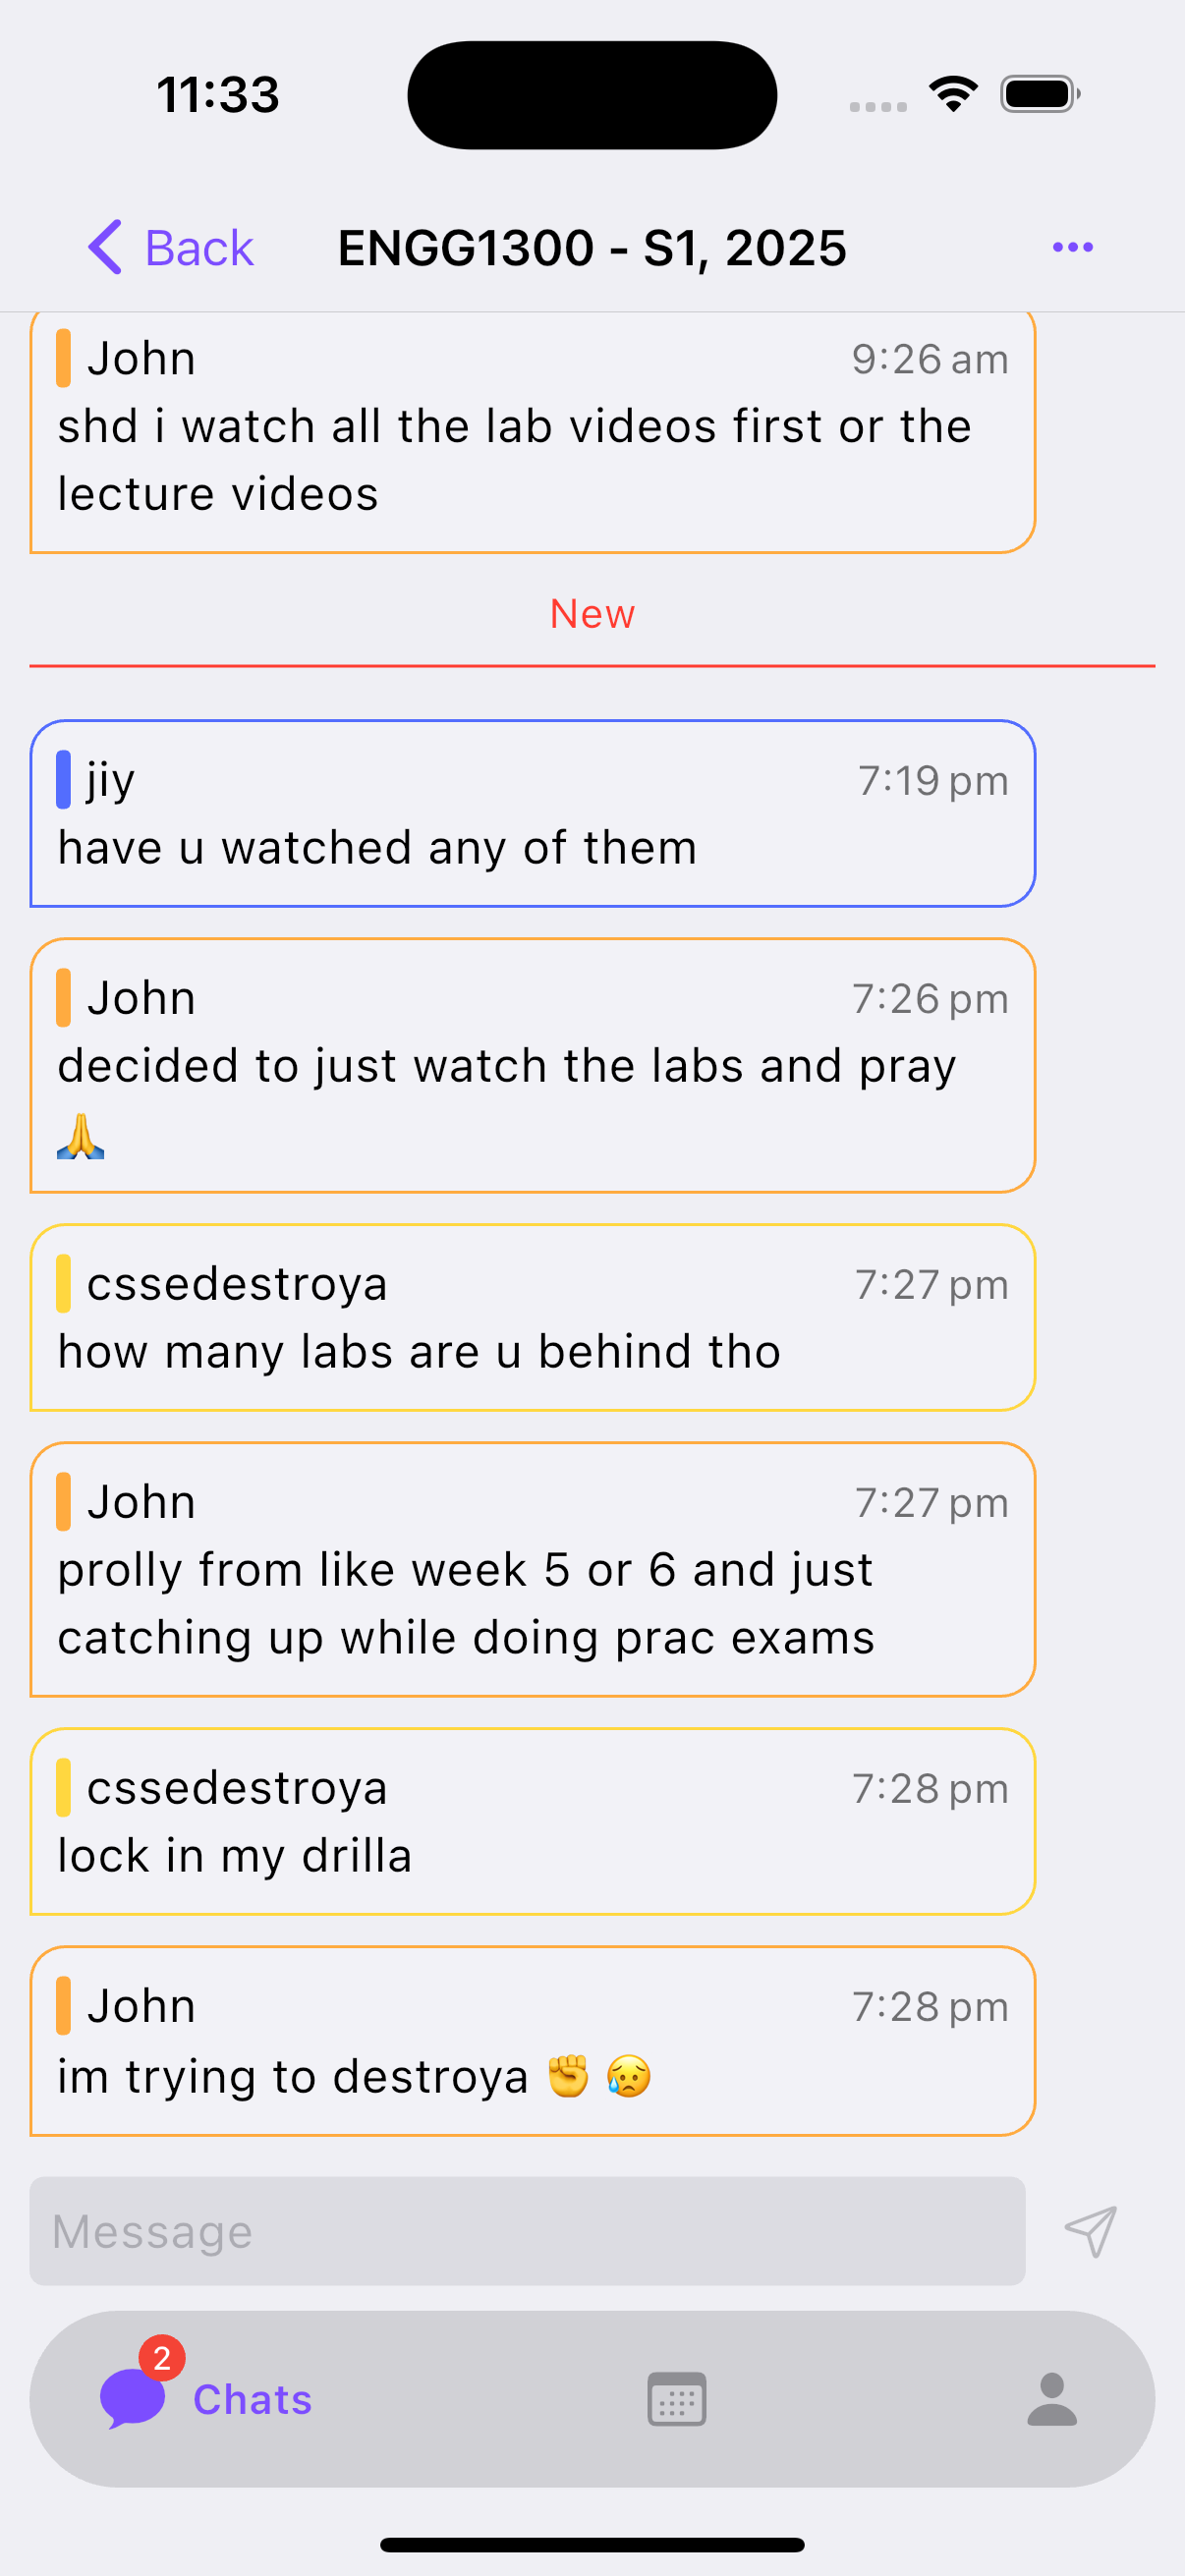 11:33
Back
ENGG1300 - S1, 2025
John
9:26 am
shd i watch all the lab videos first or the
lecture videos
New
jiy
7:19 pm
have u watched any of them
John
7:26 pm
decided to just watch the labs and pray
🙏
cssedestroya
7:27 pm
how many labs are u behind tho
John
7:27 pm
prolly from like week 5 or 6 and just
catching up while doing prac exams
cssedestroya
7:28 pm
lock in my drilla
John
7:28 pm
im trying to destroya ✊ 😥
Message
2
Chats